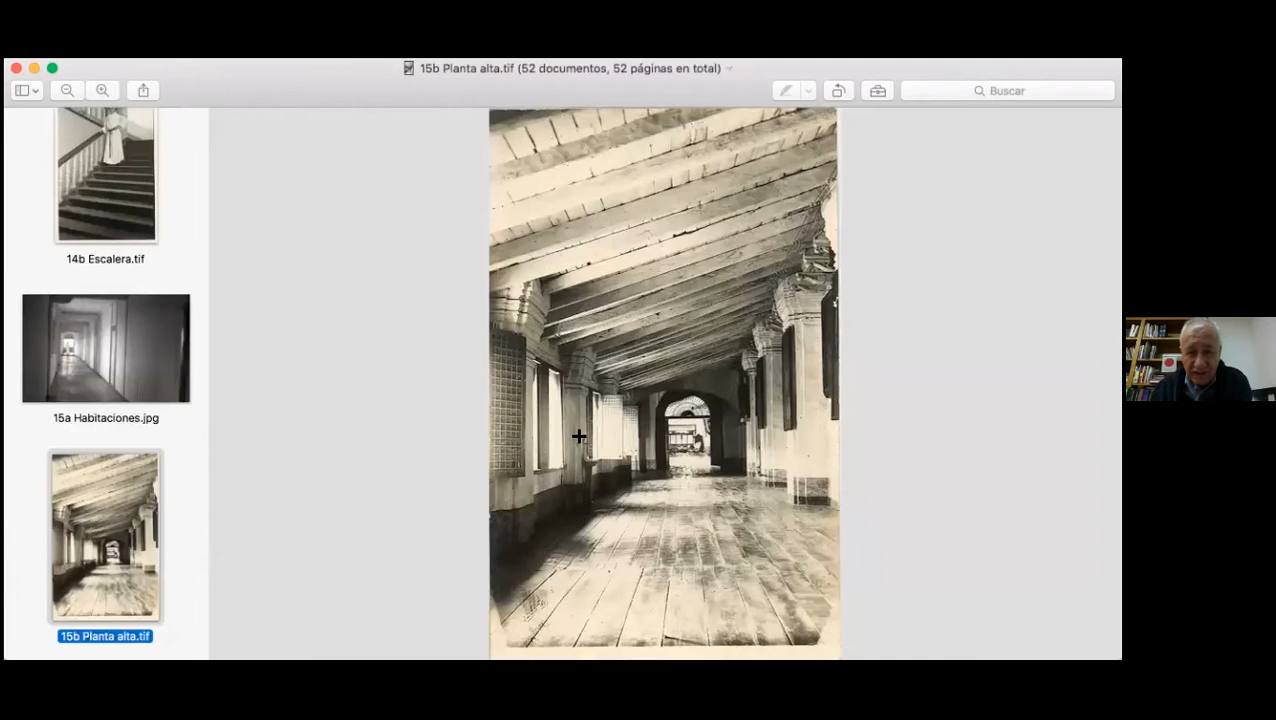 15b Planta alta.tif (52 documentos, 52 páginas en total)
Buscar
14b Escalera.tif
15a Habitaciones.jpg
15b Planta alta.tif